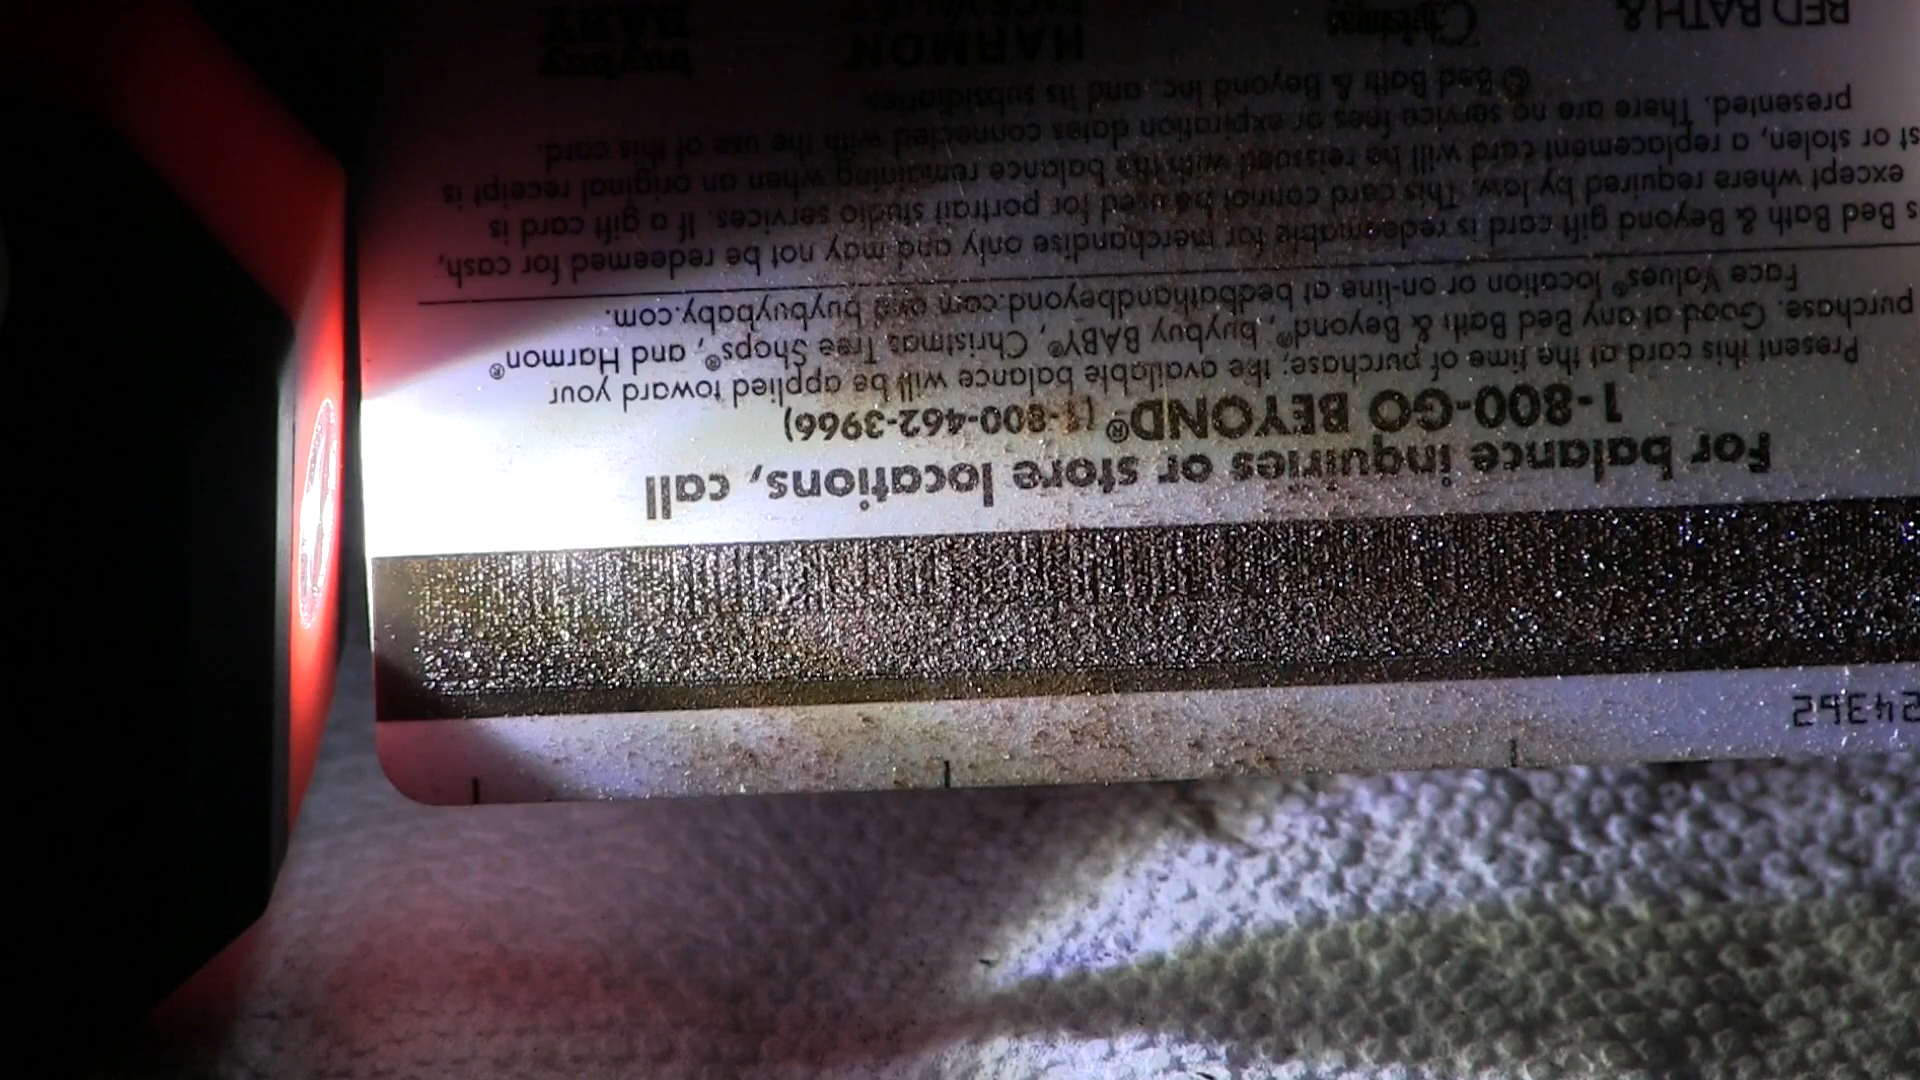 For balance inquiries or store locations, call
1-800-GO BEYOND® (1-800-462-3966)
Present this card at the time of purchase; the available balance will be applied toward your
purchase. Good at any Bed Bath & Beyond®, buybuy BABY®, Christmas Tree Shops®, and Harmon®
Face Values® location or on-line at bedbathandbeyond.com and buybuybaby.com.
s Bed Bath & Beyond gift card is redeemable for merchandise only and may not be redeemed for cash,
except where required by law. This card cannot be used for portrait studio services. If a gift card is
st or stolen, a replacement card will be reissued with the balance remaining when an original receipt is
presented. There are no service fees or expiration dates connected with the use of this card.
© Bed Bath & Beyond Inc. and its subsidiaries
BED BATH & Christmas HARMON buybuy
FACE VALUES BABY